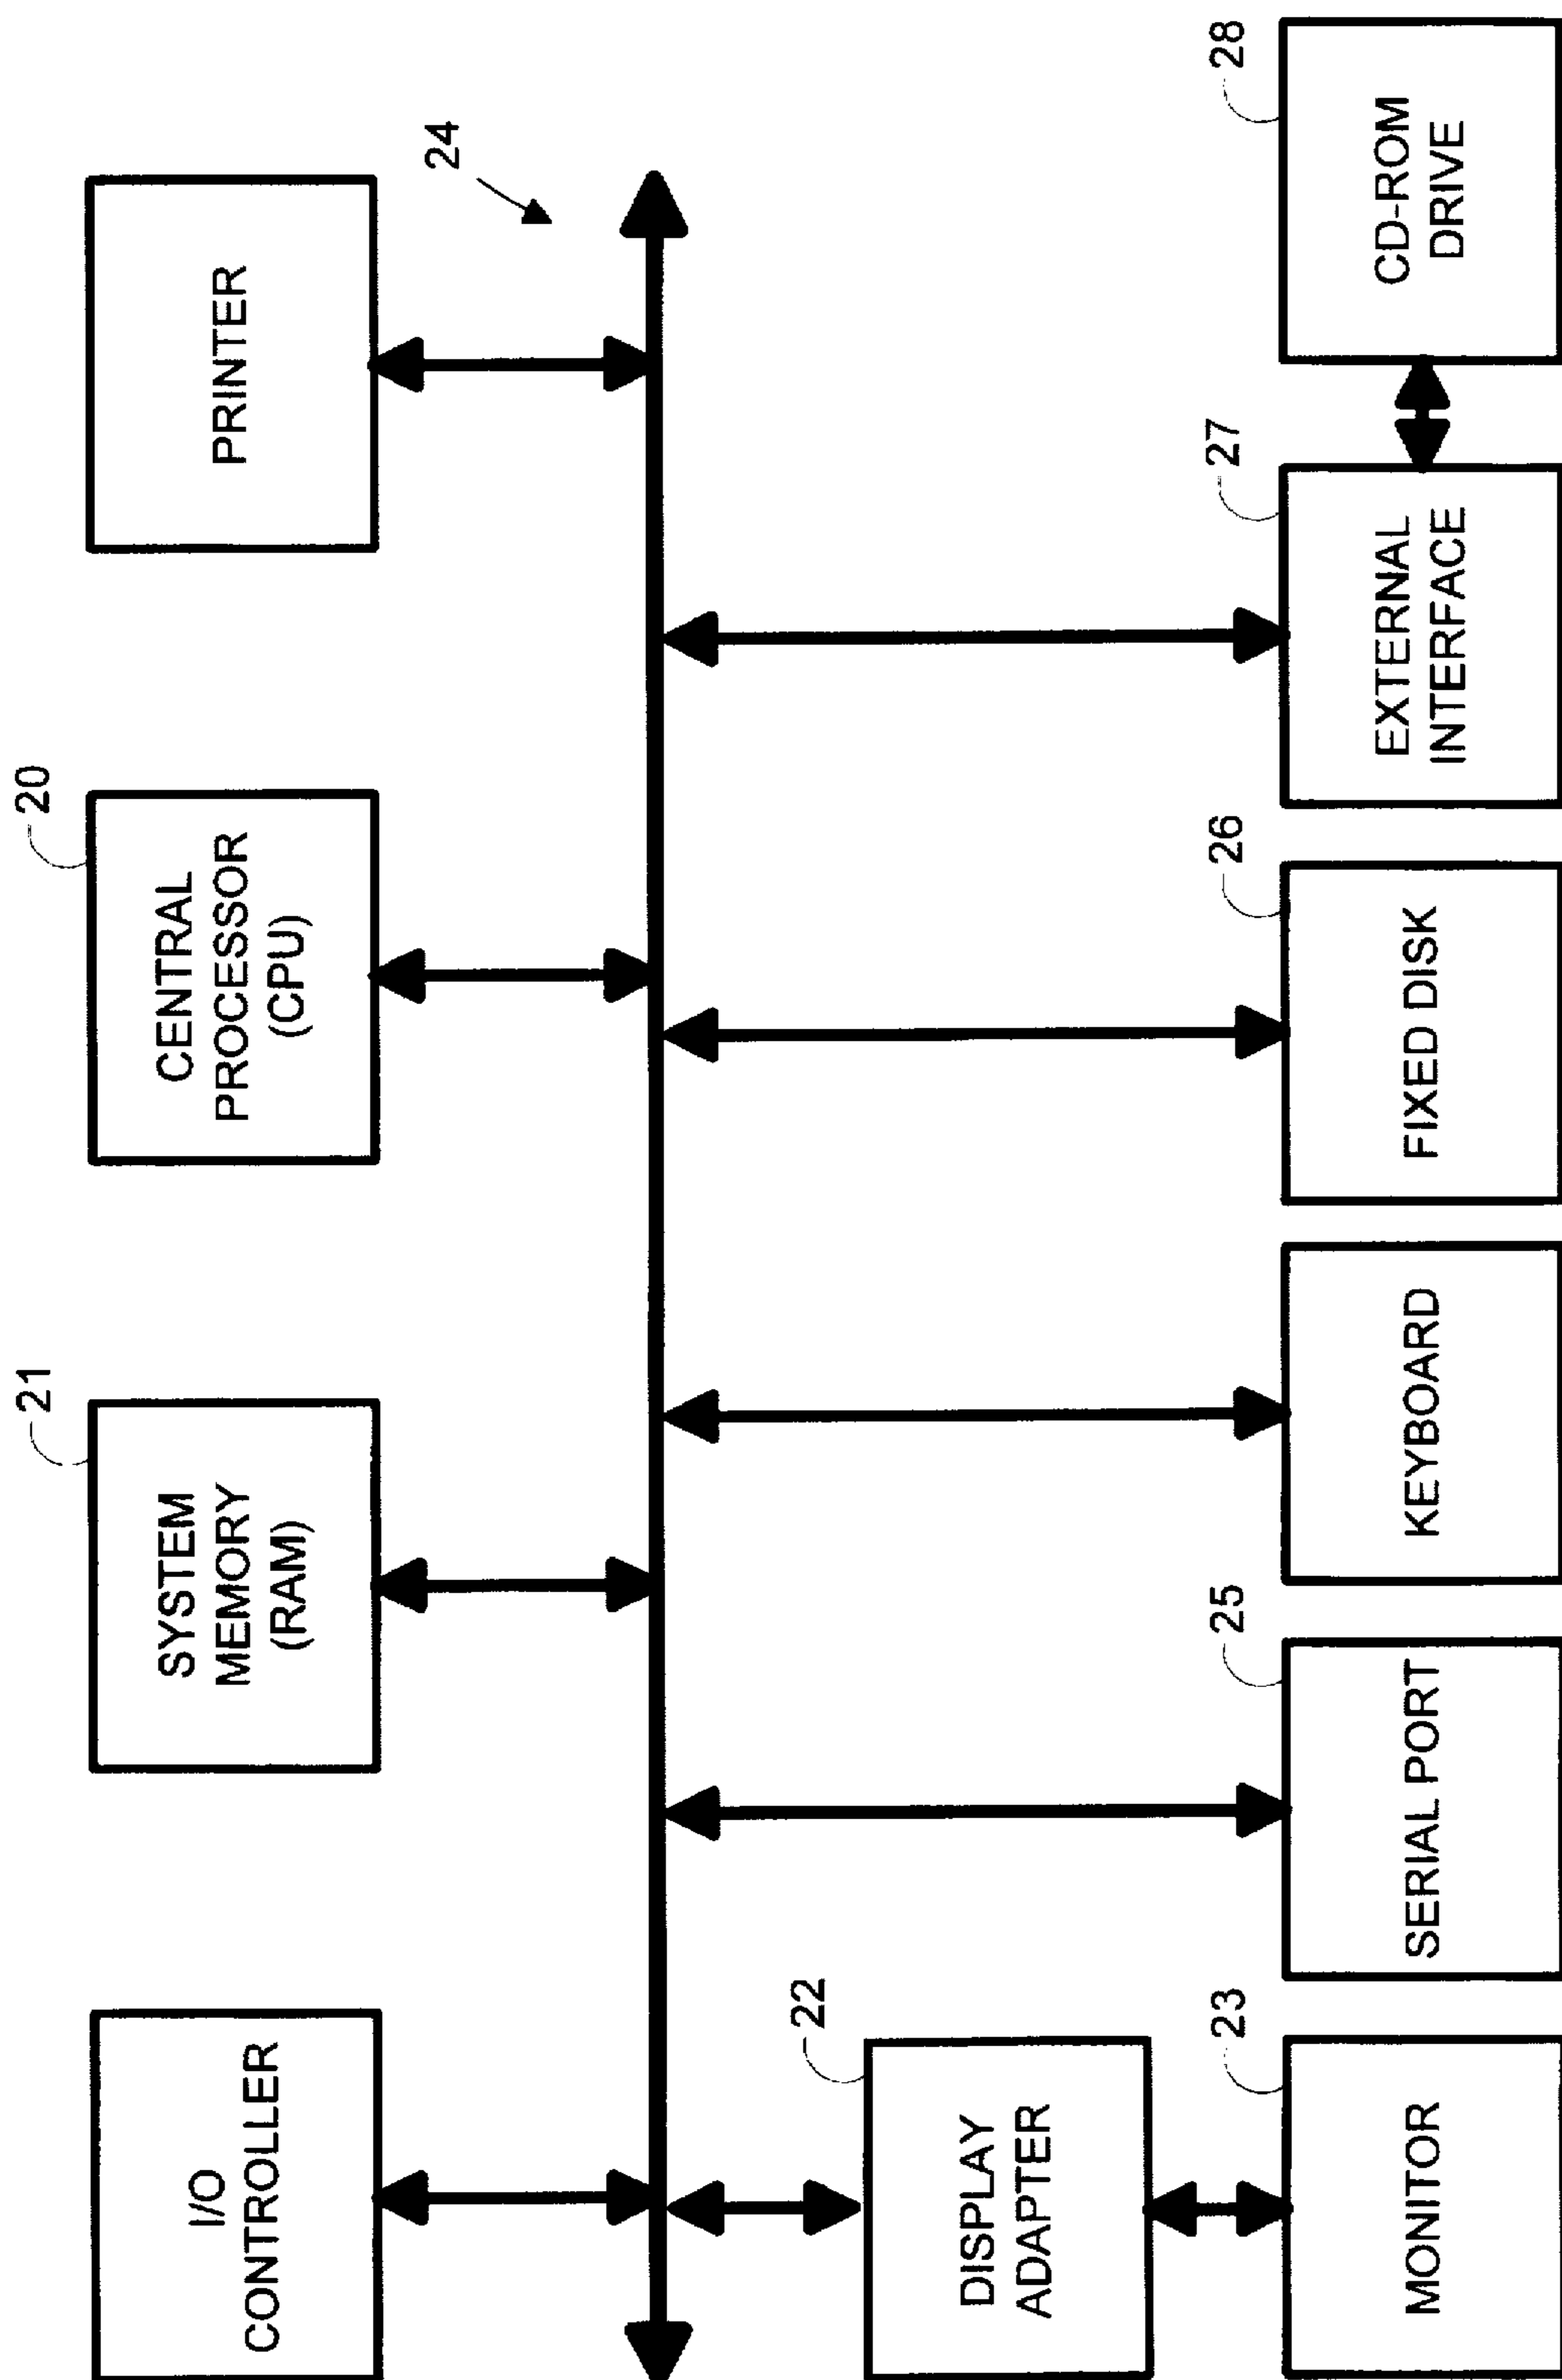 I/O
CONTROLLER
21
SYSTEM
MEMORY
(RAM)
20
CENTRAL
PROCESSOR
(CPU)
PRINTER
24
22
DISPLAY
ADAPTER
23
MONITOR
25
SERIAL PORT
KEYBOARD
26
FIXED DISK
27
EXTERNAL
INTERFACE
28
CD-ROM
DRIVE